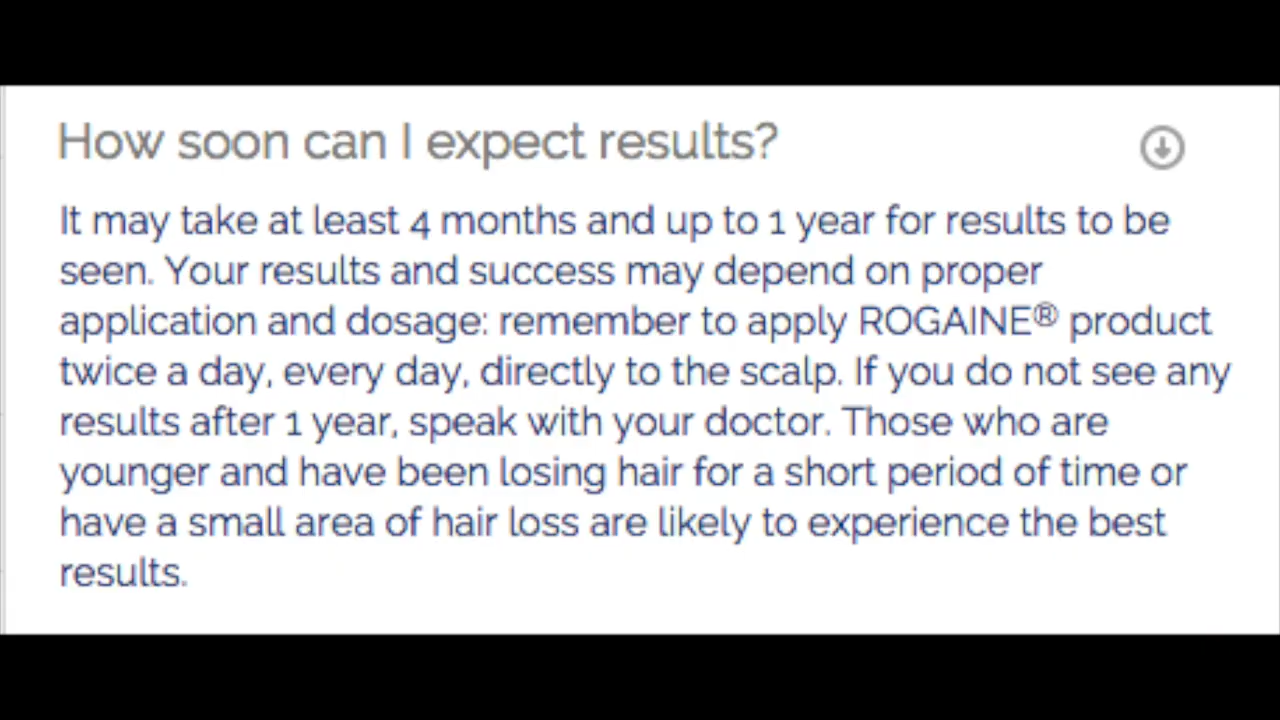 How soon can I expect results?
It may take at least 4 months and up to 1 year for results to be
seen. Your results and success may depend on proper
application and dosage: remember to apply ROGAINE® product
twice a day, every day, directly to the scalp. If you do not see any
results after 1 year, speak with your doctor. Those who are
younger and have been losing hair for a short period of time or
have a small area of hair loss are likely to experience the best
results.